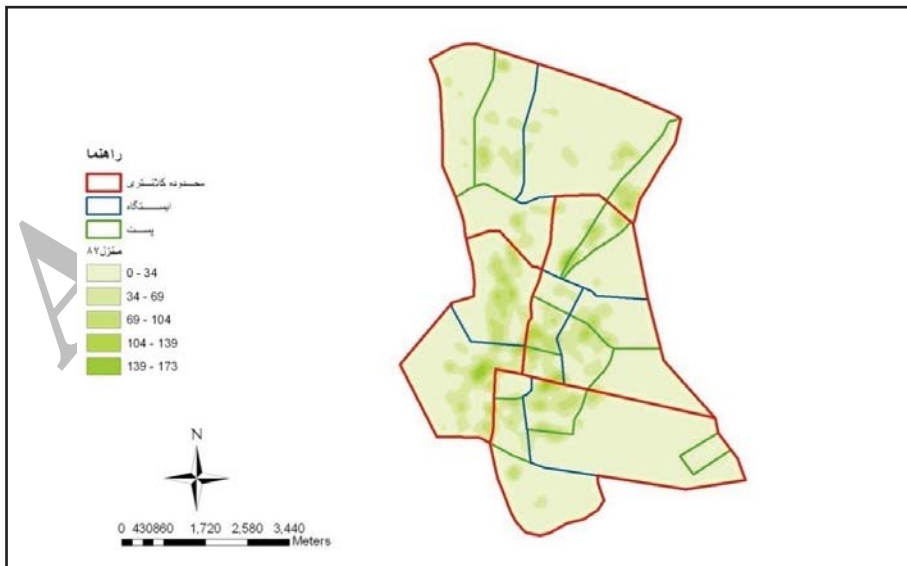 راهنما
محدوده کلانتری
ایستگاه
پست
منزل۸۷
0 - 34
34 - 69
69 - 104
104 - 139
139 - 173
N
0 430860 1,720 2,580 3,440
Meters
A